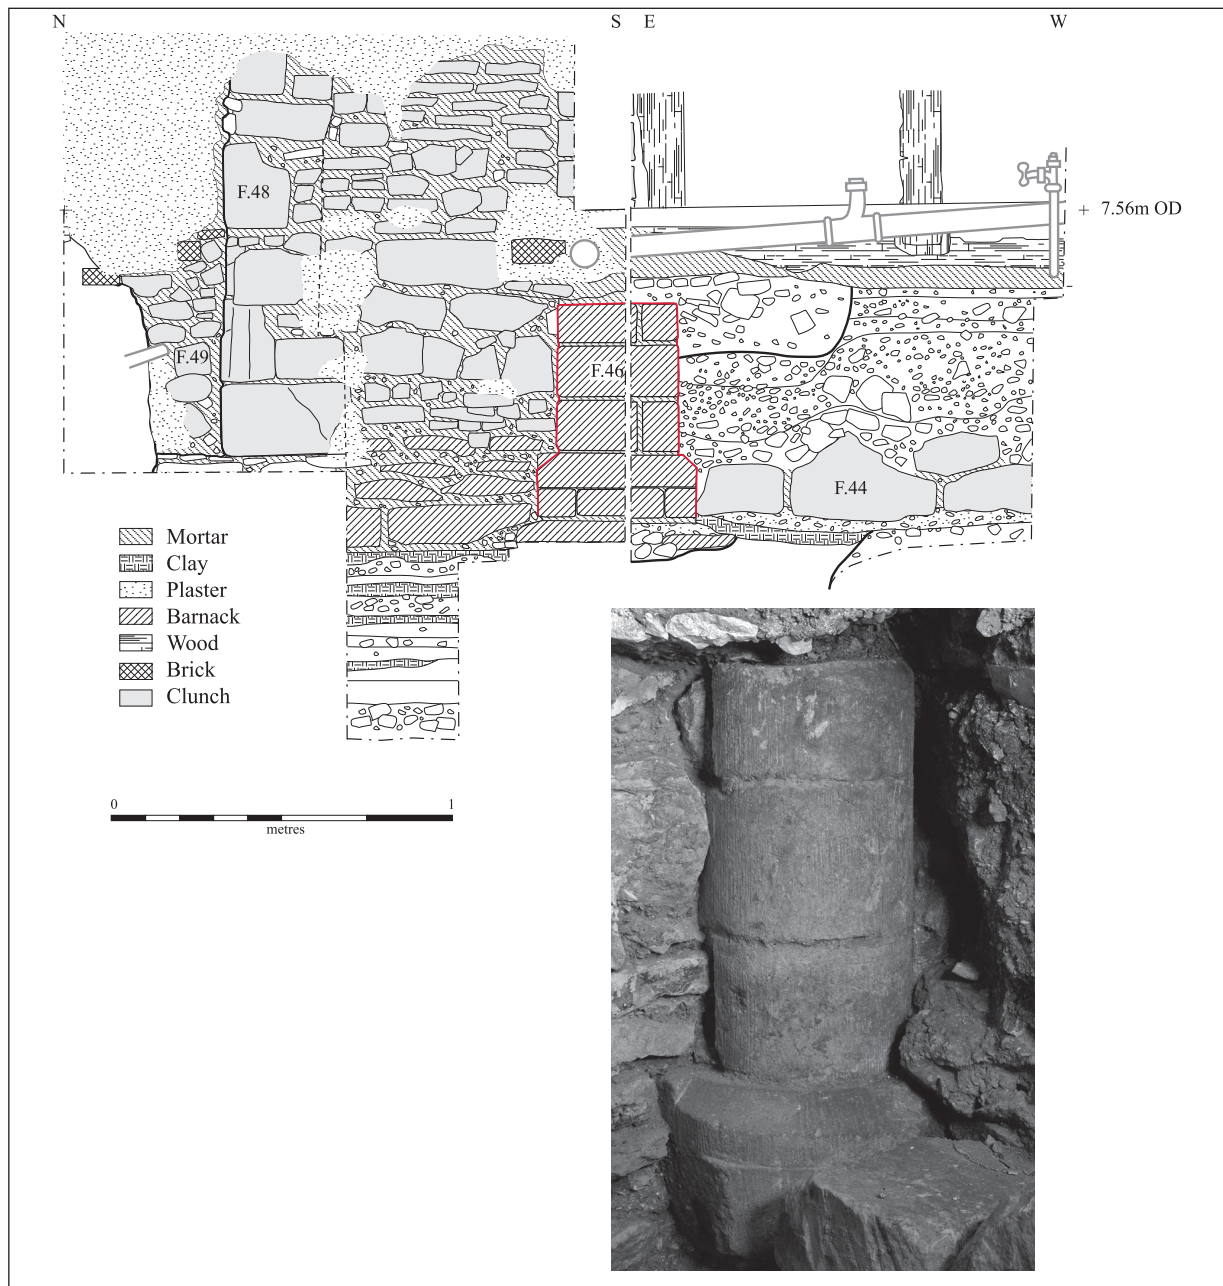 N S E W
7.56m OD
F.48
F.49
F.46
F.44
Mortar
Clay
Plaster
Barnack
Wood
Brick
Clunch
0 1
metres